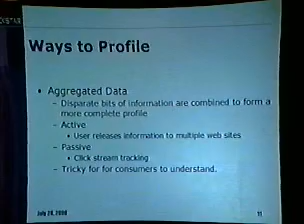 Ways to Profile
• Aggregated Data
– Disparate bits of information are combined to form a
more complete profile
– Active
• User releases information to multiple web sites
– Passive
• Click stream tracking
– Tricky for for consumers to understand.
11